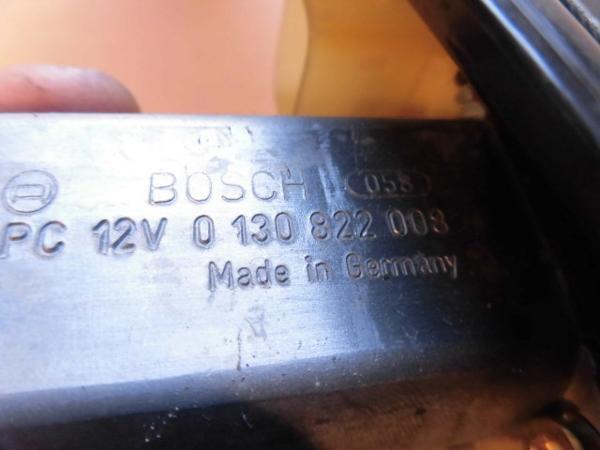 BOSCH 058
PC 12V 0 130 822 008
Made in Germany